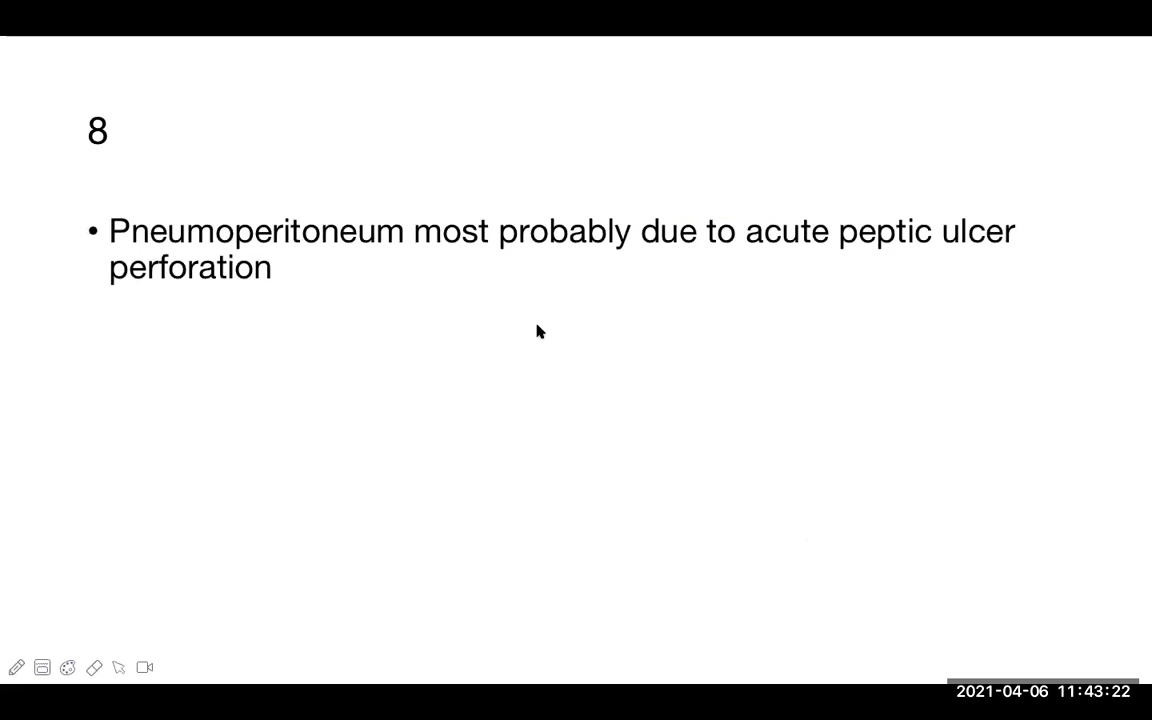 8
• Pneumoperitoneum most probably due to acute peptic ulcer
perforation
2021-04-06 11:43:22